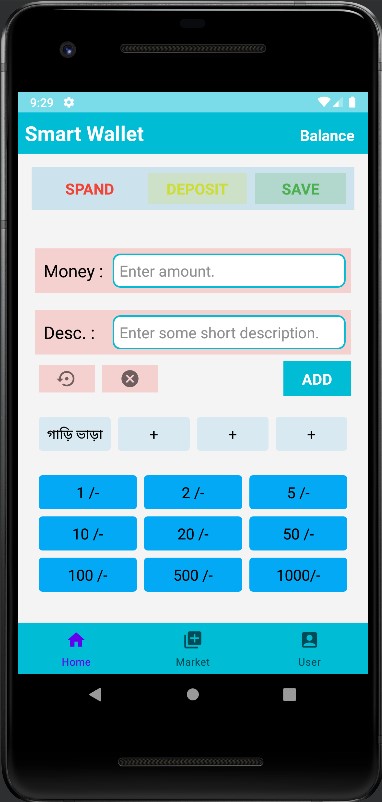 9:29
Smart Wallet Balance
SPAND DEPOSIT SAVE
Money : Enter amount.
Desc. : Enter some short description.
ADD
গাড়ি ভাড়া + + +
1 /- 2 /- 5 /-
10 /- 20 /- 50 /-
100 /- 500 /- 1000/-
Home Market User